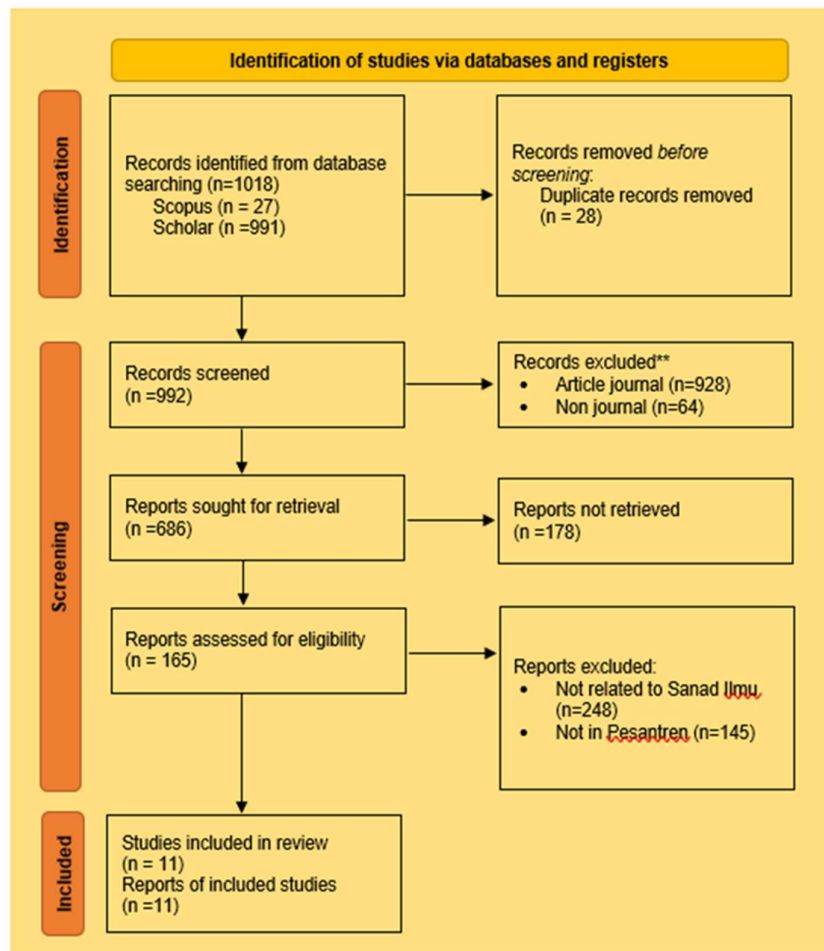 Identification of studies via databases and registers
Identification
Records identified from database
searching (n=1018)
Scopus (n = 27)
Scholar (n =991)
Records removed before
screening:
Duplicate records removed
(n = 28)
Screening
Records screened
(n =992)
Records excluded**
• Article journal (n=928)
• Non journal (n=64)
Reports sought for retrieval
(n =686)
Reports not retrieved
(n =178)
Reports assessed for eligibility
(n = 165)
Reports excluded:
• Not related to Sanad Ilmu
(n=248)
• Not in Pesantren (n=145)
Included
Studies included in review
(n = 11)
Reports of included studies
(n =11)